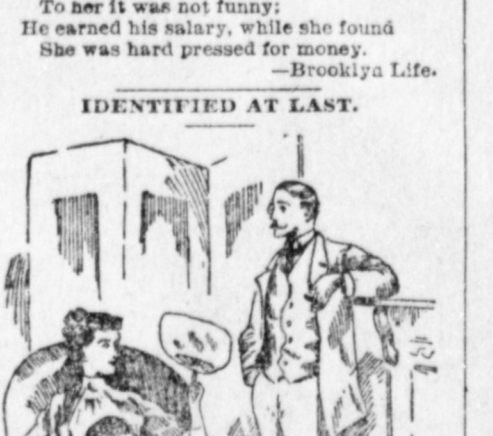 To her it was not funny;
He earned his salary, while she found
She was hard pressed for money.
—Brooklyn Life.
IDENTIFIED AT LAST.